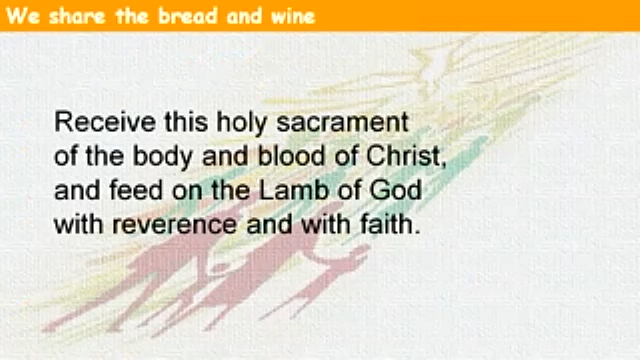 We share the bread and wine
Receive this holy sacrament
of the body and blood of Christ,
and feed on the Lamb of God
with reverence and with faith.